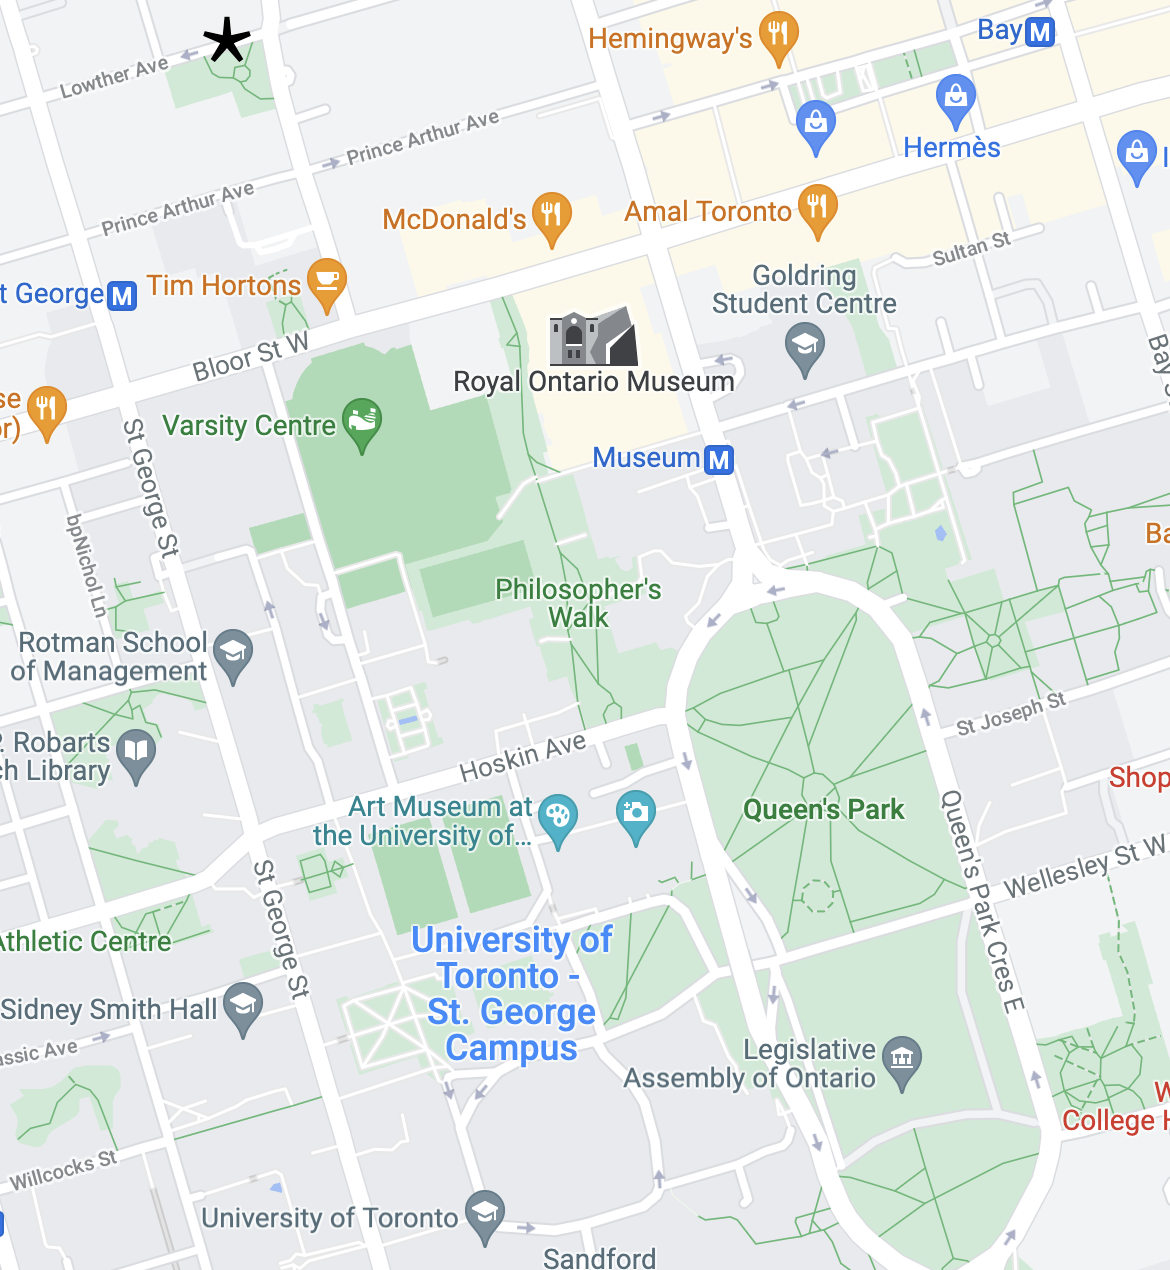 Hemingway's
Bay
M
Lowther Ave
Prince Arthur Ave
Hermès
Prince Arthur Ave
McDonald's
Amal Toronto
Sultan St
Goldring
Student Centre
t George
M
Tim Hortons
Bloor St W
Royal Ontario Museum
se
or)
Varsity Centre
St George St
Museum
M
Bay S
bpNichol Ln
Ba
Philosopher's
Walk
Rotman School
of Management
St Joseph St
P. Robarts
ch Library
Hoskin Ave
Shop
Art Museum at
the University of...
Queen's Park
Queen's Park Cres E
Wellesley St W
St George St
Athletic Centre
University of
Toronto -
St. George
Campus
Sidney Smith Hall
assic Ave
Legislative
Assembly of Ontario
W
College H
Willcocks St
University of Toronto
Sandford